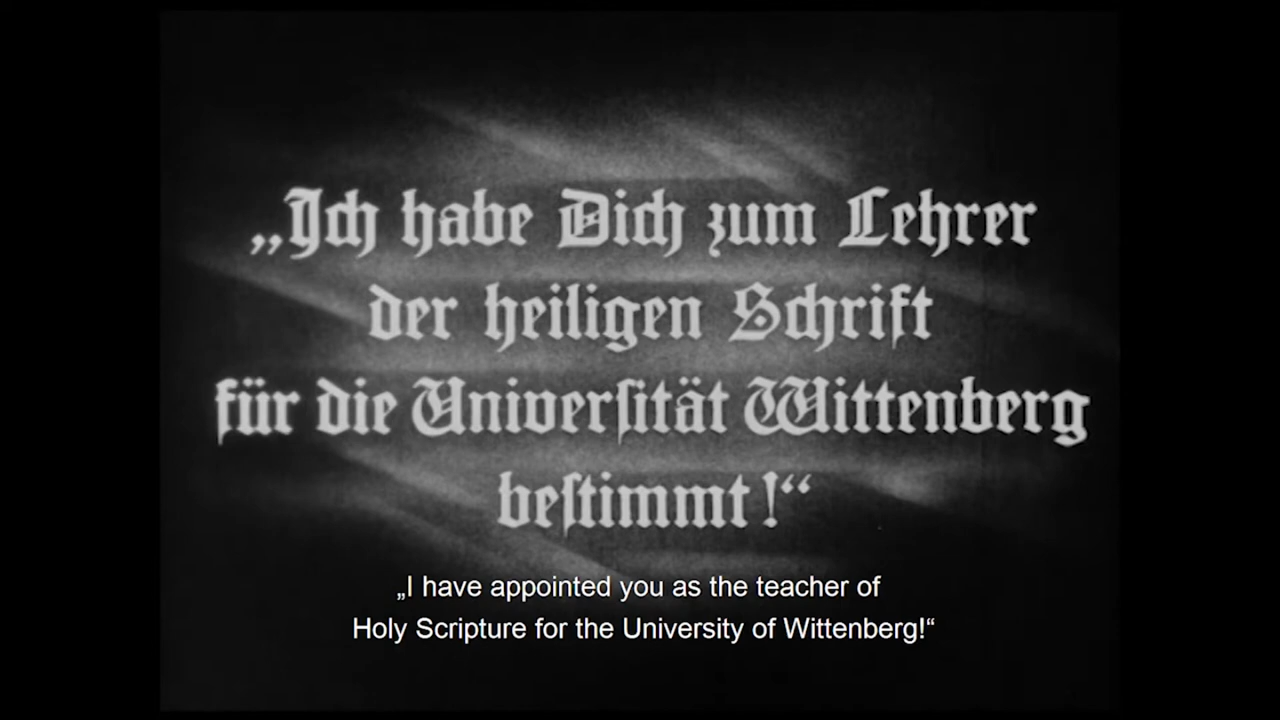 „Ich habe Dich zum Lehrer
der heiligen Schrift
für die Univerſität Wittenberg
beſtimmt!“
„I have appointed you as the teacher of
Holy Scripture for the University of Wittenberg!“